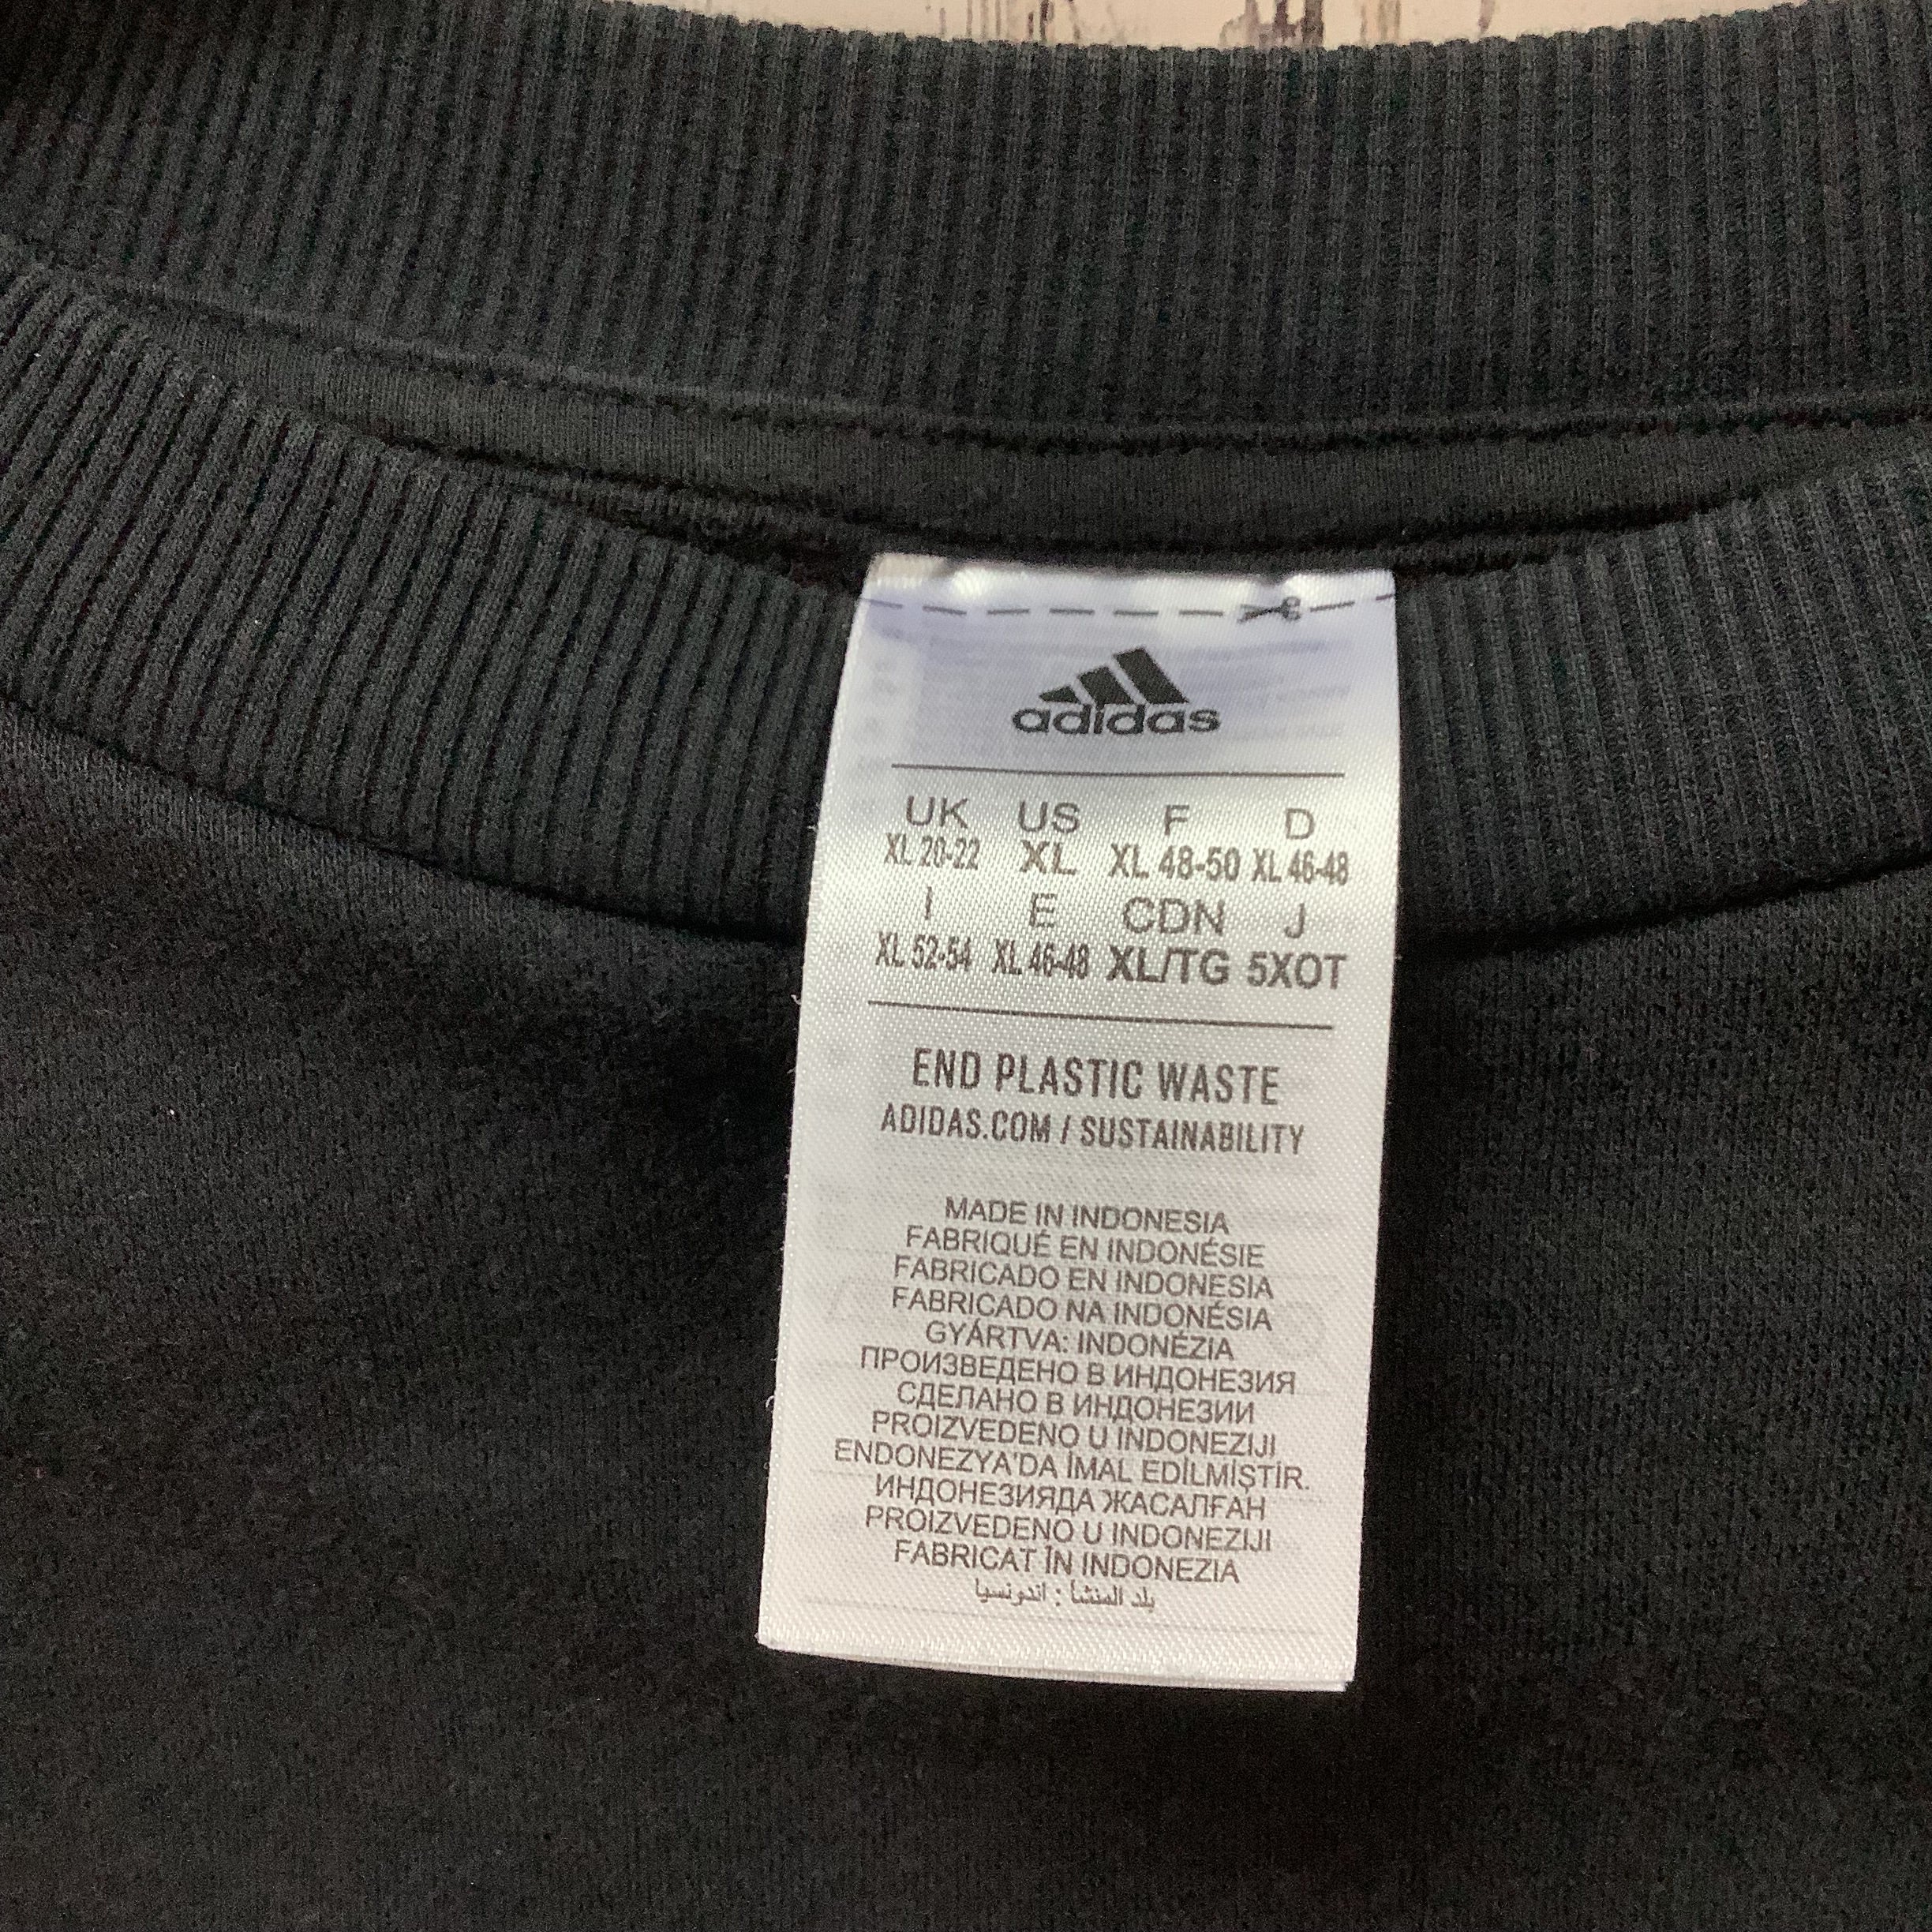 adidas
UK US F D
XL 20-22 XL XL 48-50 XL 46-48
I E CDN J
XL 52-54 XL 46-48 XL/TG 5XOT
END PLASTIC WASTE
ADIDAS.COM / SUSTAINABILITY
MADE IN INDONESIA
FABRIQUÉ EN INDONÉSIE
FABRICADO EN INDONESIA
FABRICADO NA INDONÉSIA
GYÁRTVA: INDONÉZIA
ПРОИЗВЕДЕНО В ИНДОНЕЗИЯ
СДЕЛАНО В ИНДОНЕЗИИ
PROIZVEDENO U INDONEZIJI
ENDONEZYA'DA İMAL EDİLMİŞTİR.
ИНДОНЕЗИЯДА ЖАСАЛҒАН
PROIZVEDENO U INDONEZIJI
FABRICAT ÎN INDONEZIA
بلد المنشأ : اندونسيا